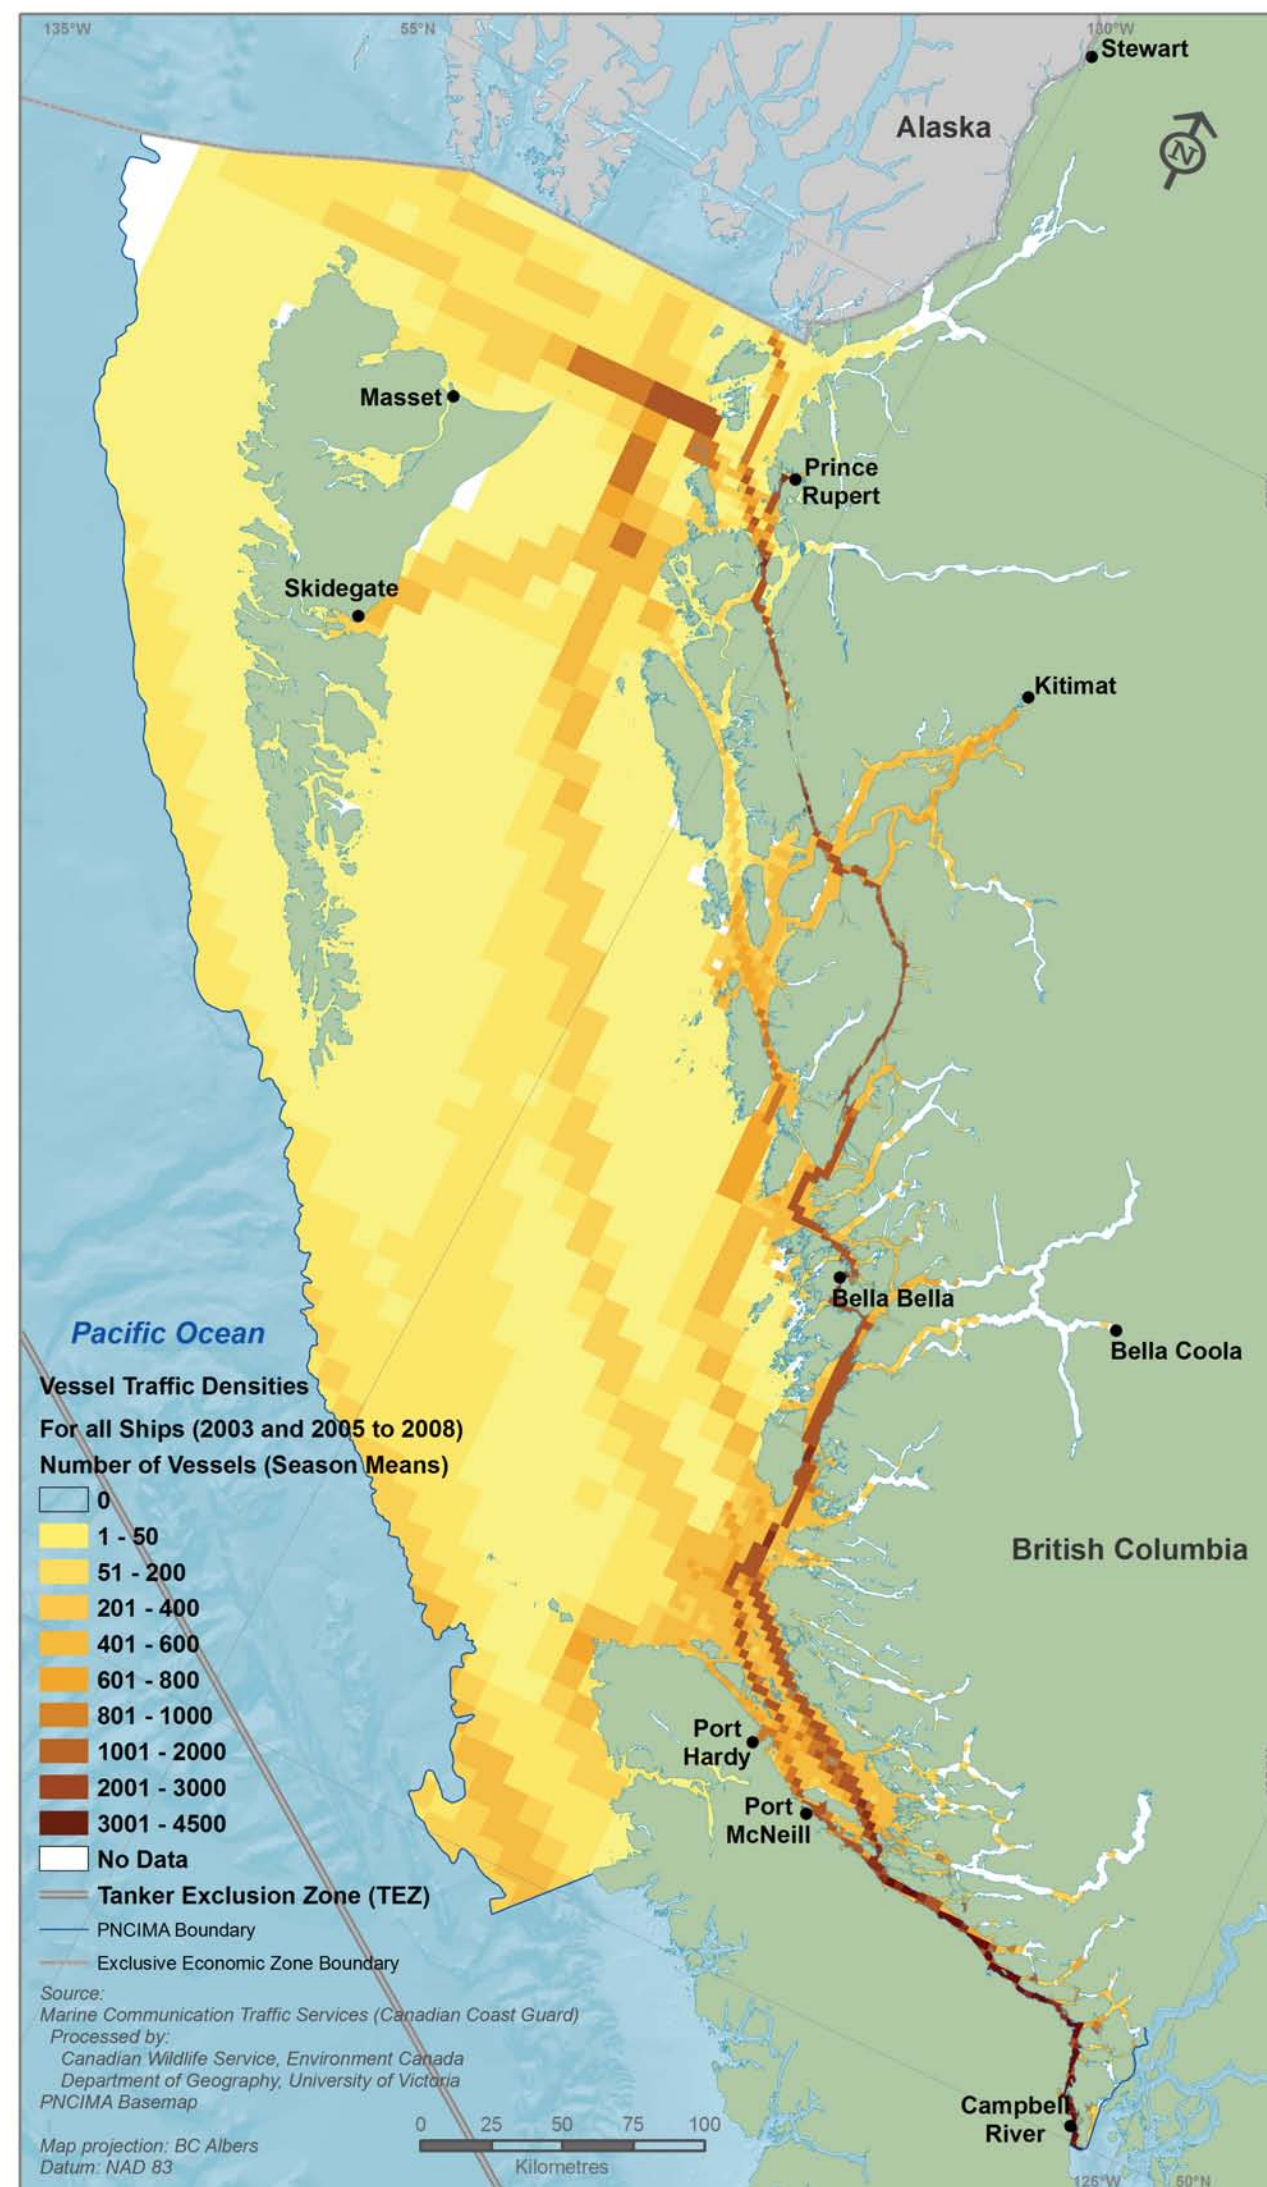 135°W
55°N
130°W
Stewart
Alaska
N
Masset
Prince
Rupert
Skidegate
Kitimat
Bella Bella
Bella Coola
British Columbia
Port
Hardy
Port
McNeill
Campbell
River
Pacific Ocean
Vessel Traffic Densities
For all Ships (2003 and 2005 to 2008)
Number of Vessels (Season Means)
0
1 - 50
51 - 200
201 - 400
401 - 600
601 - 800
801 - 1000
1001 - 2000
2001 - 3000
3001 - 4500
No Data
Tanker Exclusion Zone (TEZ)
PNCIMA Boundary
Exclusive Economic Zone Boundary
Source:
Marine Communication Traffic Services (Canadian Coast Guard)
Processed by:
Canadian Wildlife Service, Environment Canada
Department of Geography, University of Victoria
PNCIMA Basemap
Map projection: BC Albers
Datum: NAD 83
0 25 50 75 100
Kilometres
125°W
50°N